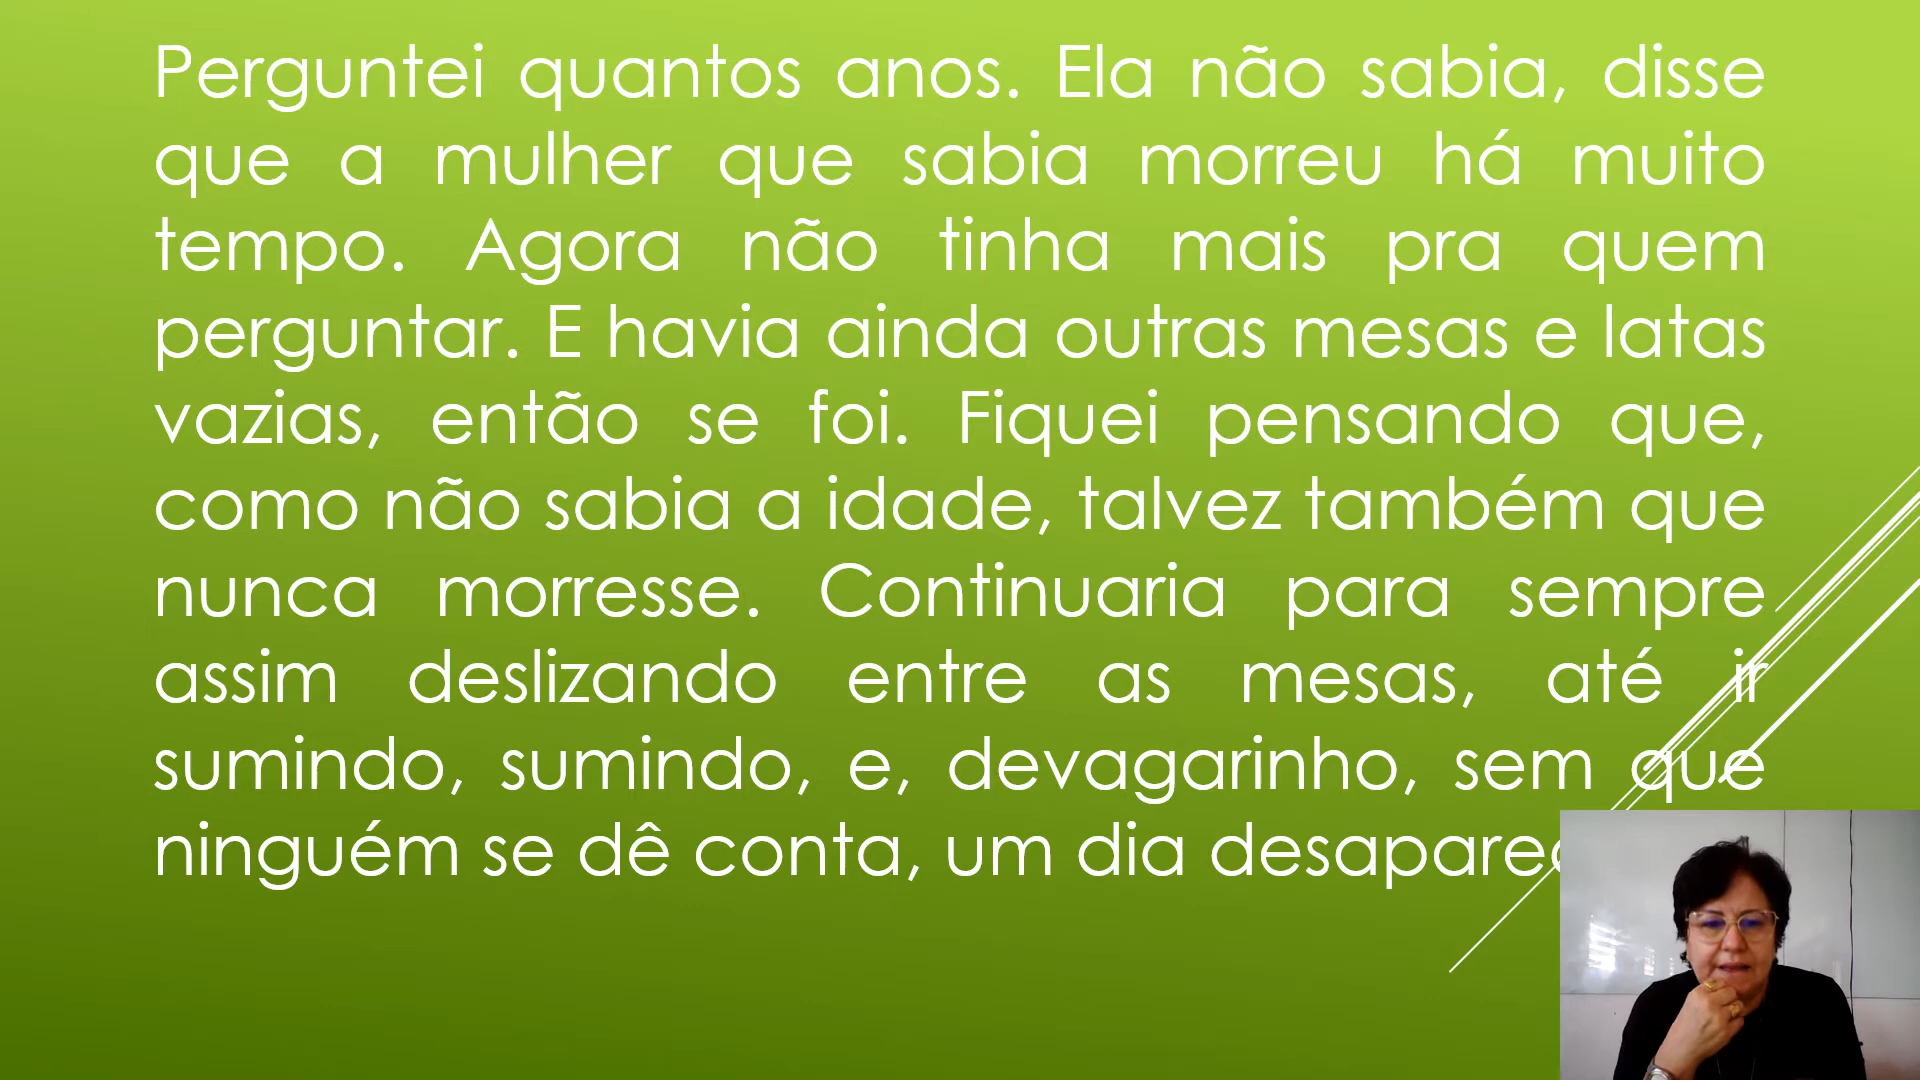 Perguntei quantos anos. Ela não sabia, disse
que a mulher que sabia morreu há muito
tempo. Agora não tinha mais pra quem
perguntar. E havia ainda outras mesas e latas
vazias, então se foi. Fiquei pensando que,
como não sabia a idade, talvez também que
nunca morresse. Continuaria para sempre
assim deslizando entre as mesas, até ir
sumindo, sumindo, e, devagarinho, sem que
ninguém se dê conta, um dia